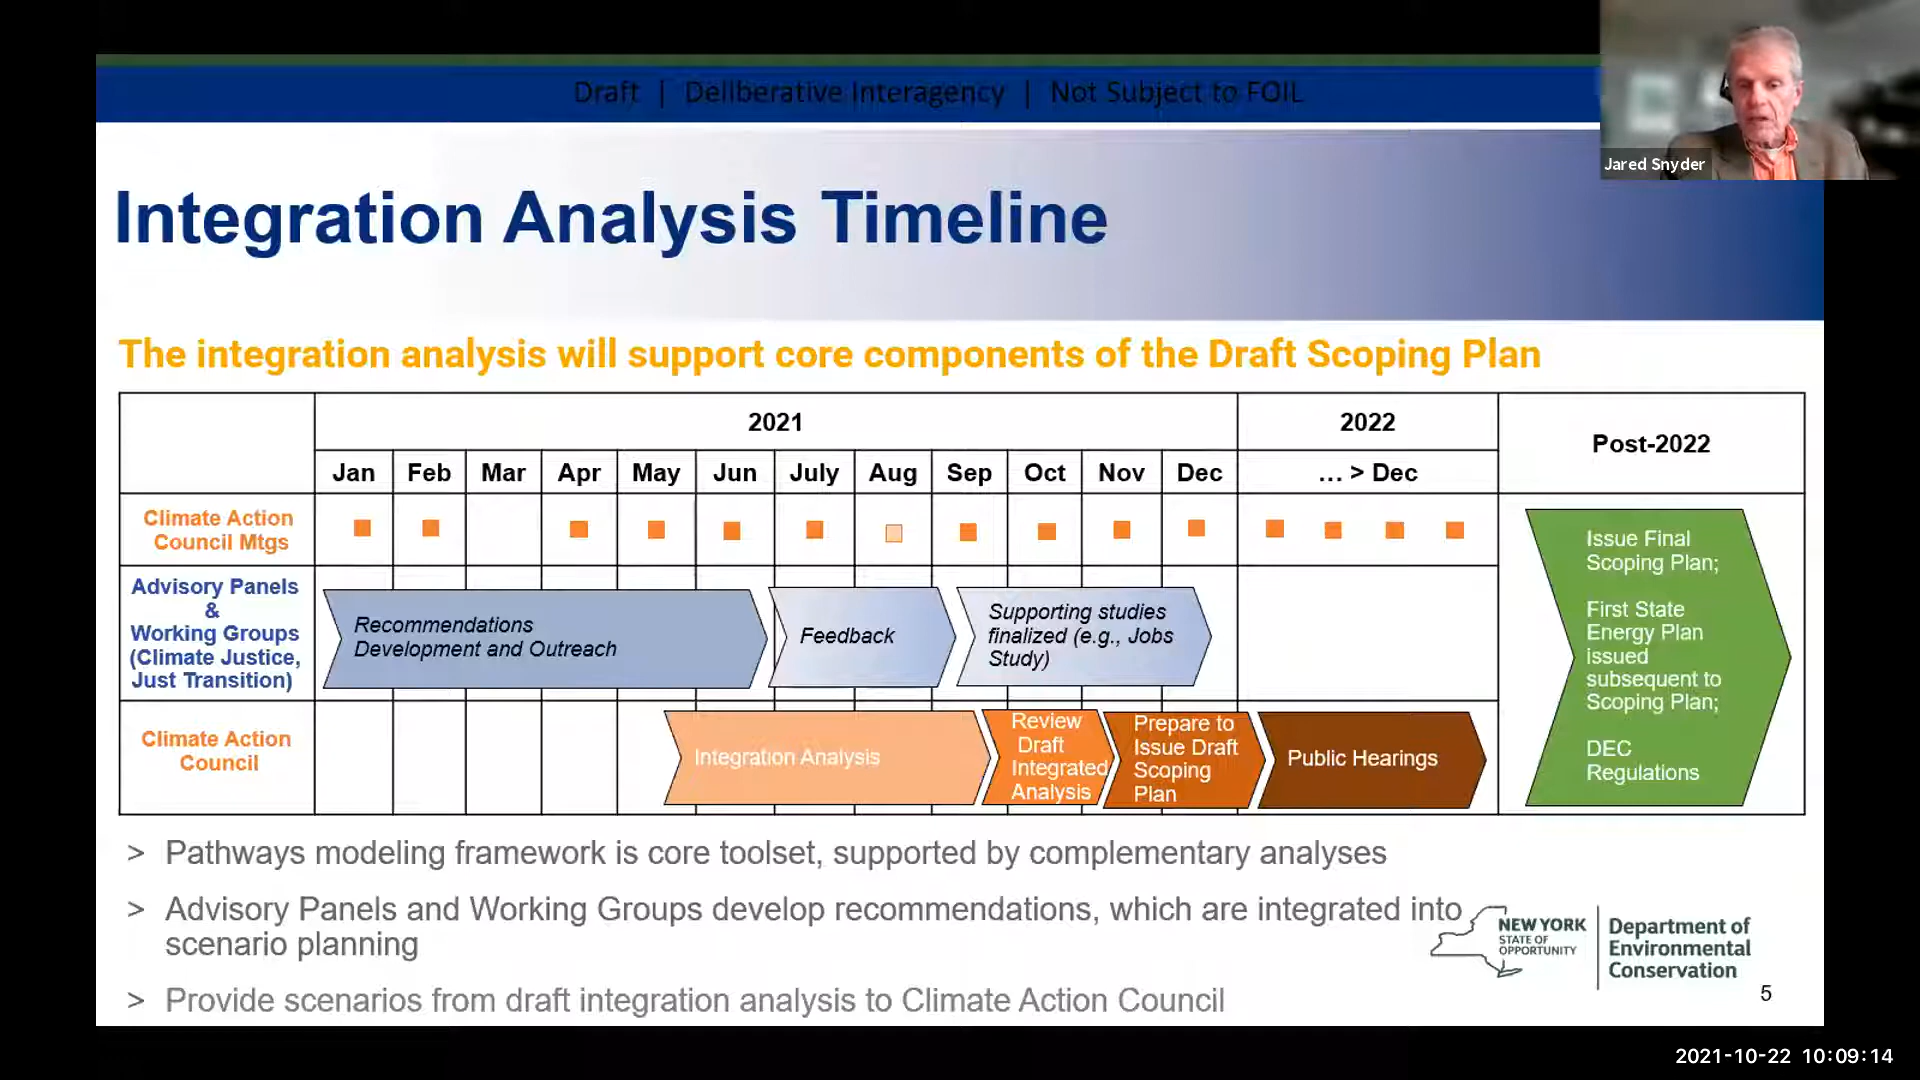 Draft | Deliberative Interagency | Not Subject to FOIL
Jared Snyder
Integration Analysis Timeline
The integration analysis will support core components of the Draft Scoping Plan
2021
2022
Post-2022
Jan
Feb
Mar
Apr
May
Jun
July
Aug
Sep
Oct
Nov
Dec
... > Dec
Climate Action
Council Mtgs
Advisory Panels
&
Working Groups
(Climate Justice,
Just Transition)
Recommendations
Development and Outreach
Feedback
Supporting studies
finalized (e.g., Jobs
Study)
Climate Action
Council
Integration Analysis
Review
Draft
Integrated
Analysis
Prepare to
Issue Draft
Scoping
Plan
Public Hearings
Issue Final
Scoping Plan;
First State
Energy Plan
issued
subsequent to
Scoping Plan;
DEC
Regulations
> Pathways modeling framework is core toolset, supported by complementary analyses
> Advisory Panels and Working Groups develop recommendations, which are integrated into
scenario planning
> Provide scenarios from draft integration analysis to Climate Action Council
NEW YORK
STATE OF
OPPORTUNITY
Department of
Environmental
Conservation
5
2021-10-22 10:09:14